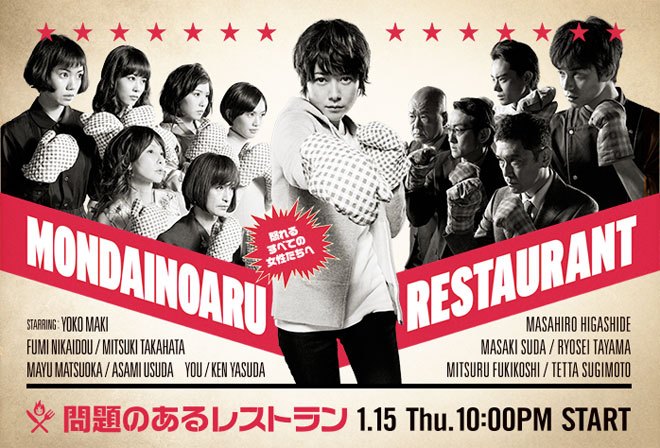 MONDAINOARU
RESTAURANT
怒れる
すべての
女性たちへ
STARRING: YOKO MAKI
FUMI NIKAIDOU / MITSUKI TAKAHATA
MAYU MATSUOKA / ASAMI USUDA YOU / KEN YASUDA
MASAHIRO HIGASHIDE
MASAKI SUDA / RYOSEI TAYAMA
MITSURU FUKIKOSHI / TETTA SUGIMOTO
問題のあるレストラン 1.15 Thu. 10:00PM START